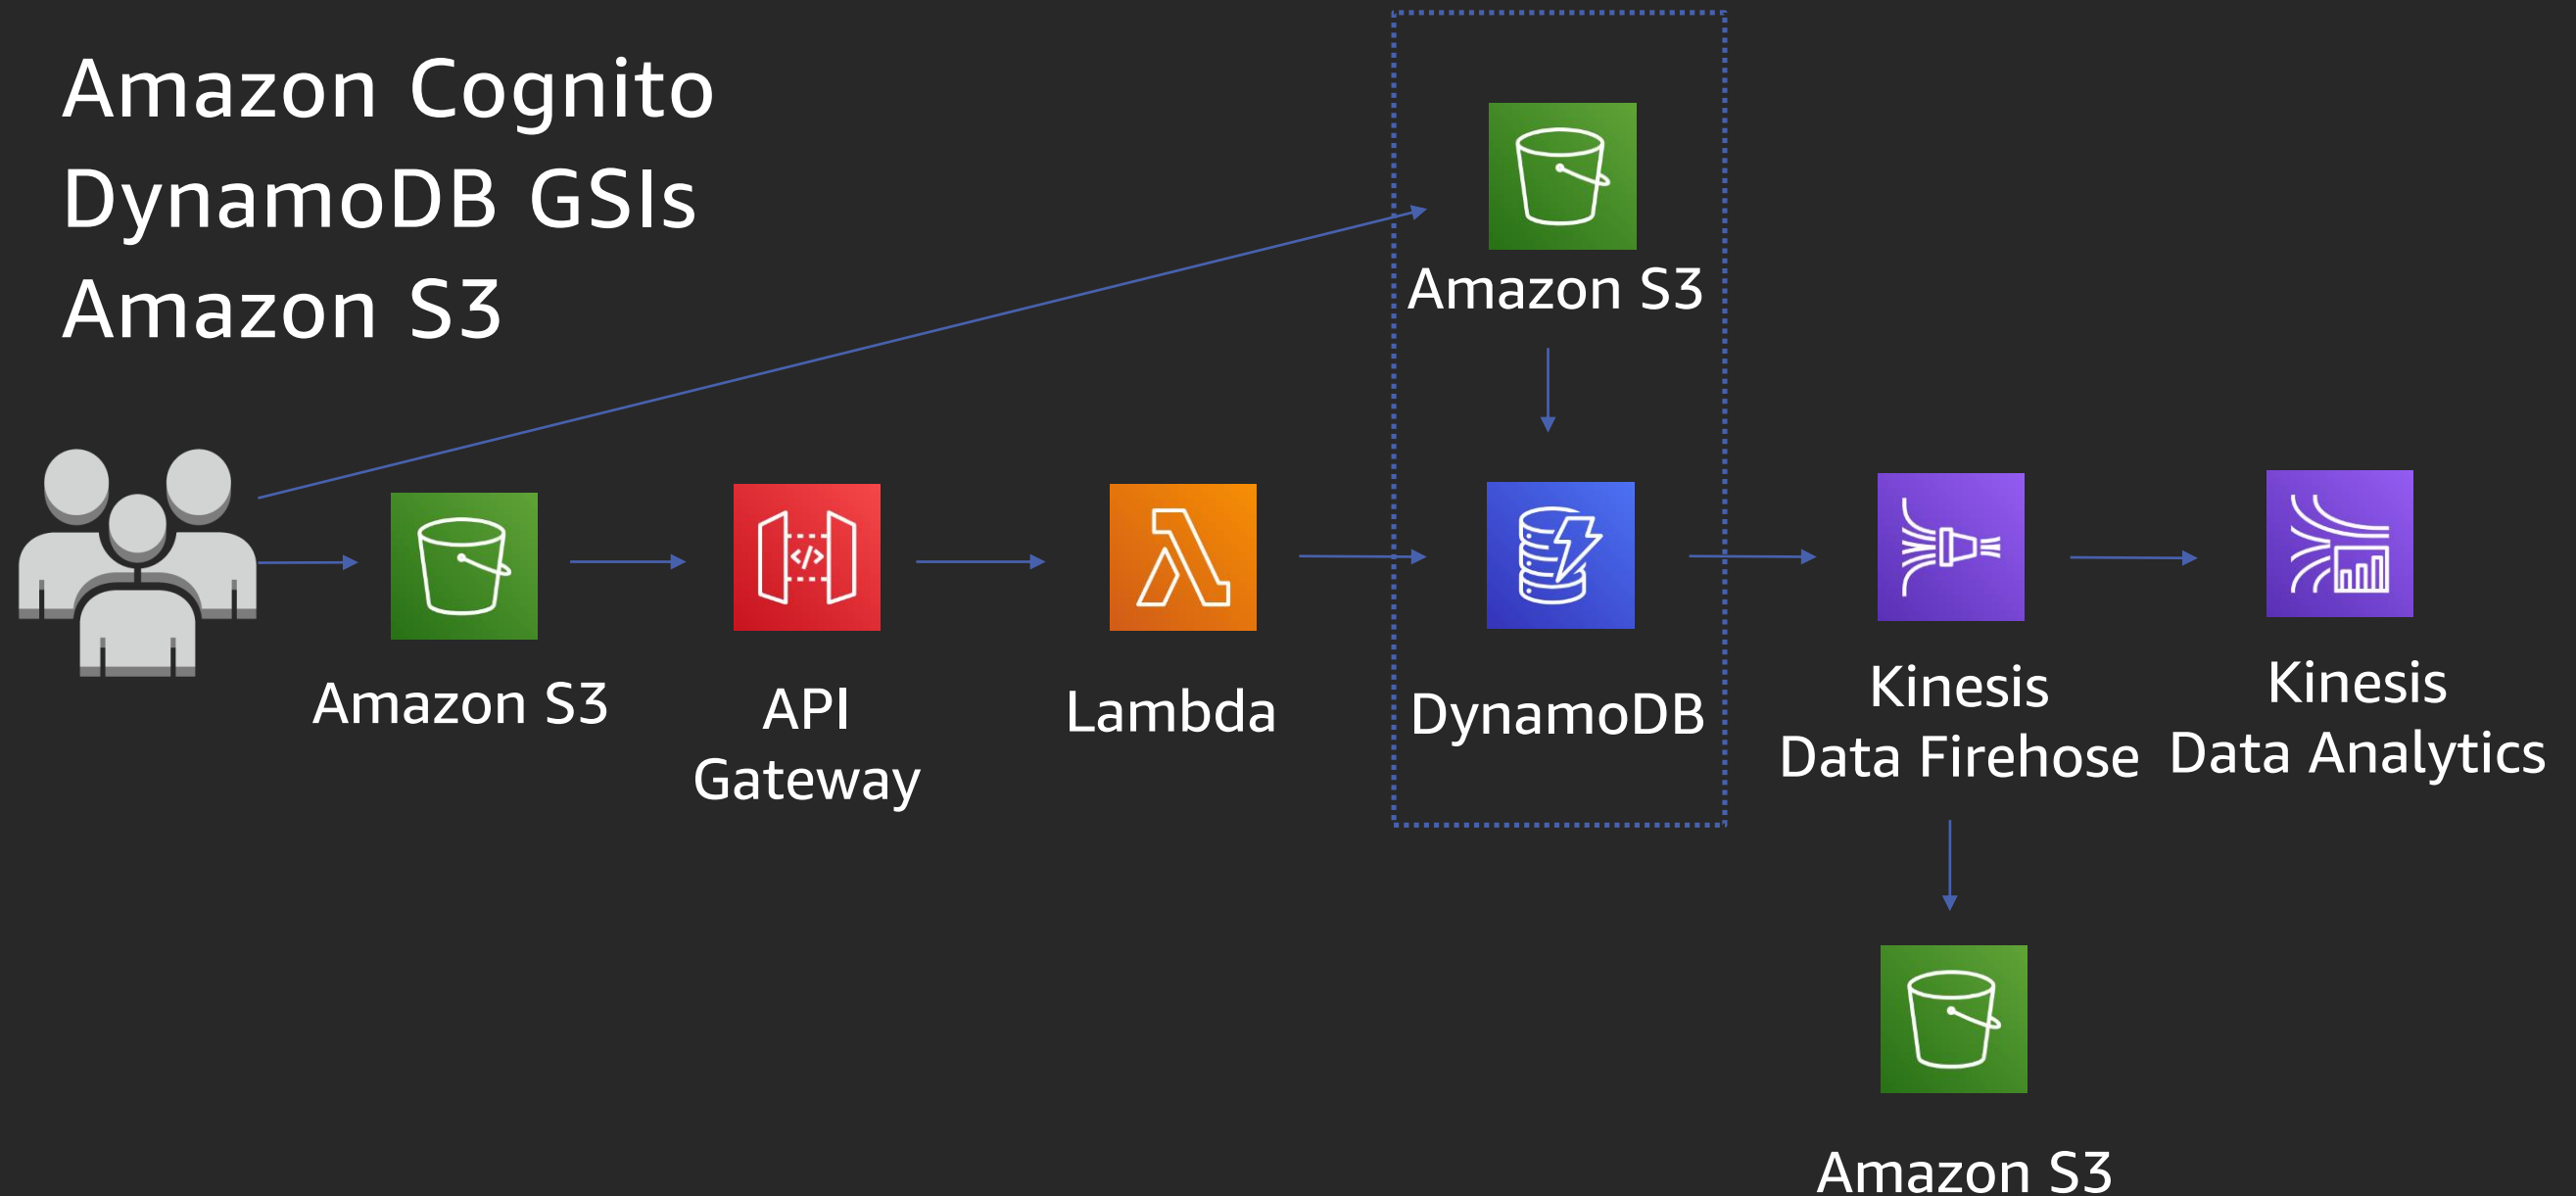 Amazon Cognito
DynamoDB GSIs
Amazon S3
Amazon S3
Amazon S3
API
Gateway
Lambda
DynamoDB
Kinesis
Data Firehose
Kinesis
Data Analytics
Amazon S3